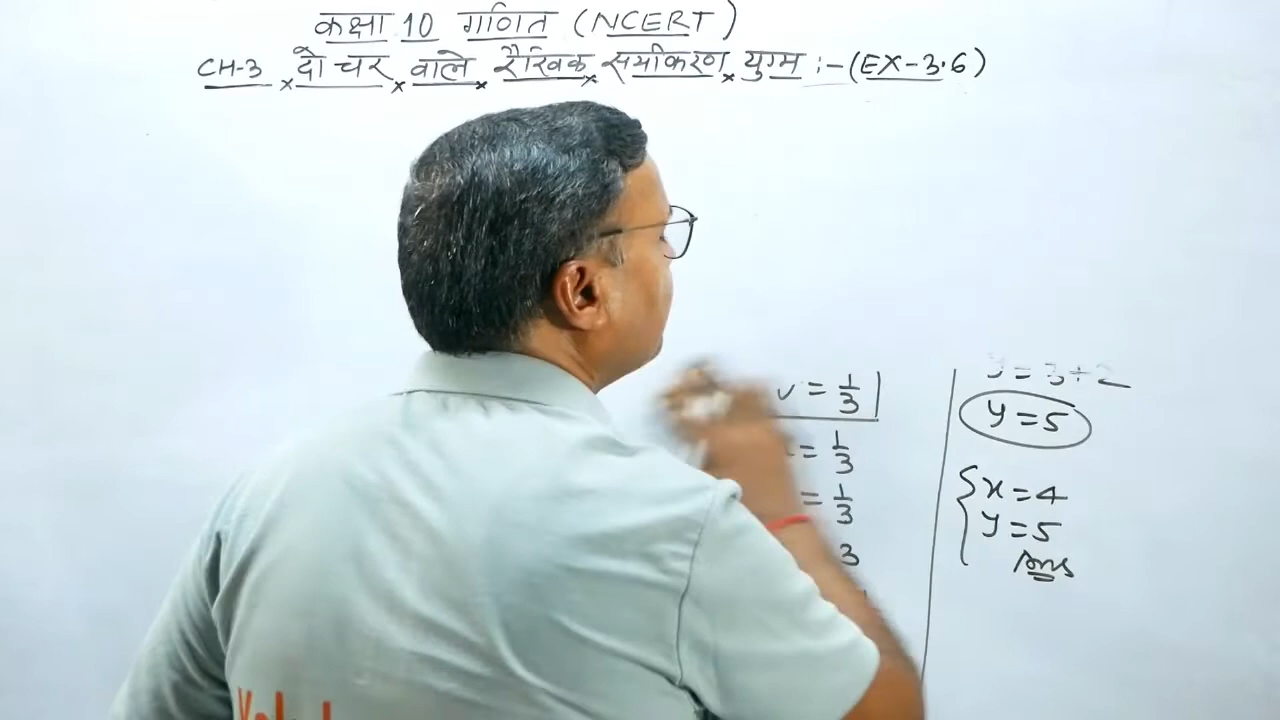 कक्षा 10 गणित (NCERT)
CH-3 दो चर वाले रैखिक समीकरण युग्म :- (EX-3.6)
v = 1/3
= 1/3
= 1/3
3
y = 3+2
y = 5
x = 4
y = 5
Ans